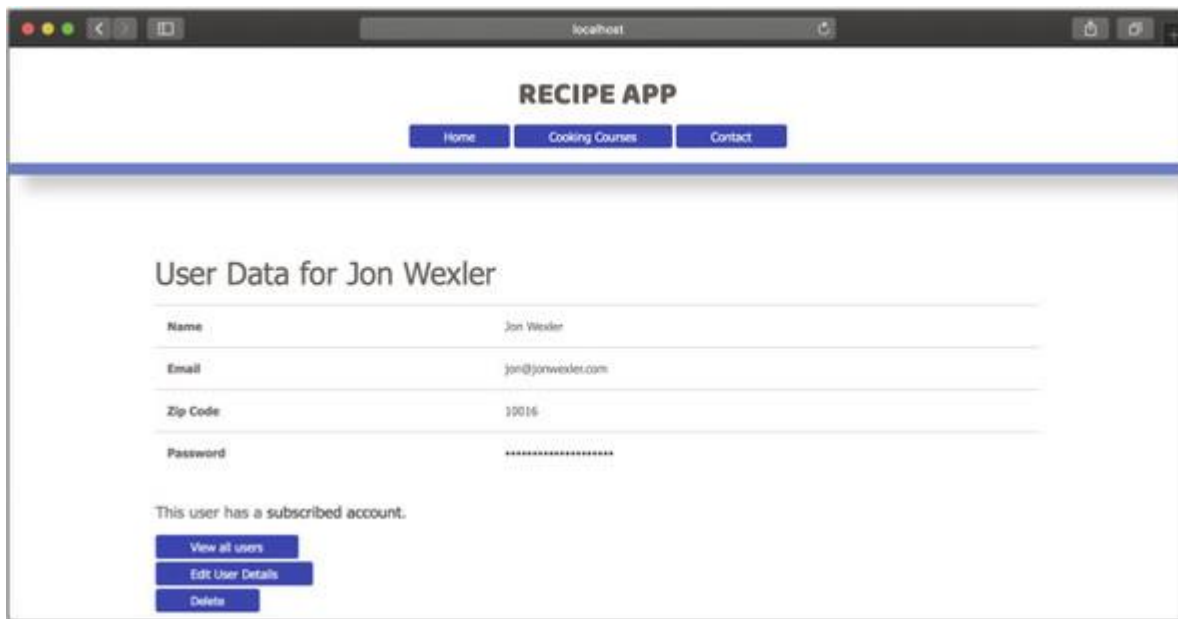 localhost
RECIPE APP
Home Cooking Courses Contact
User Data for Jon Wexler
Name Jon Wexler
Email jon@jonwexler.com
Zip Code 10016
Password •••••••••••••••••••••
This user has a subscribed account.
View all users
Edit User Details
Delete